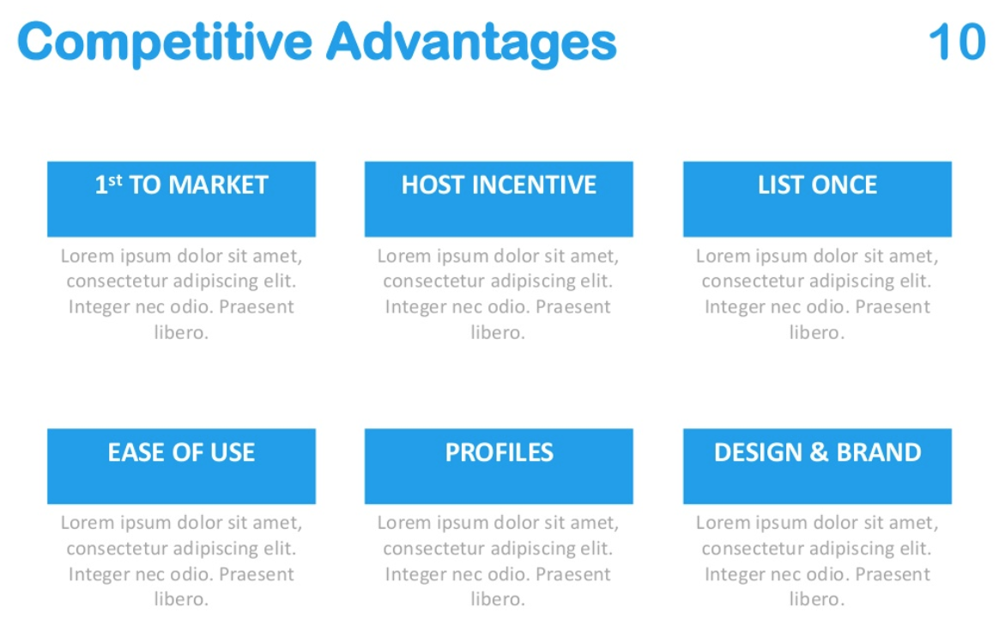 Competitive Advantages 10
1st TO MARKET
Lorem ipsum dolor sit amet,
consectetur adipiscing elit.
Integer nec odio. Praesent
libero.
HOST INCENTIVE
Lorem ipsum dolor sit amet,
consectetur adipiscing elit.
Integer nec odio. Praesent
libero.
LIST ONCE
Lorem ipsum dolor sit amet,
consectetur adipiscing elit.
Integer nec odio. Praesent
libero.
EASE OF USE
Lorem ipsum dolor sit amet,
consectetur adipiscing elit.
Integer nec odio. Praesent
libero.
PROFILES
Lorem ipsum dolor sit amet,
consectetur adipiscing elit.
Integer nec odio. Praesent
libero.
DESIGN & BRAND
Lorem ipsum dolor sit amet,
consectetur adipiscing elit.
Integer nec odio. Praesent
libero.